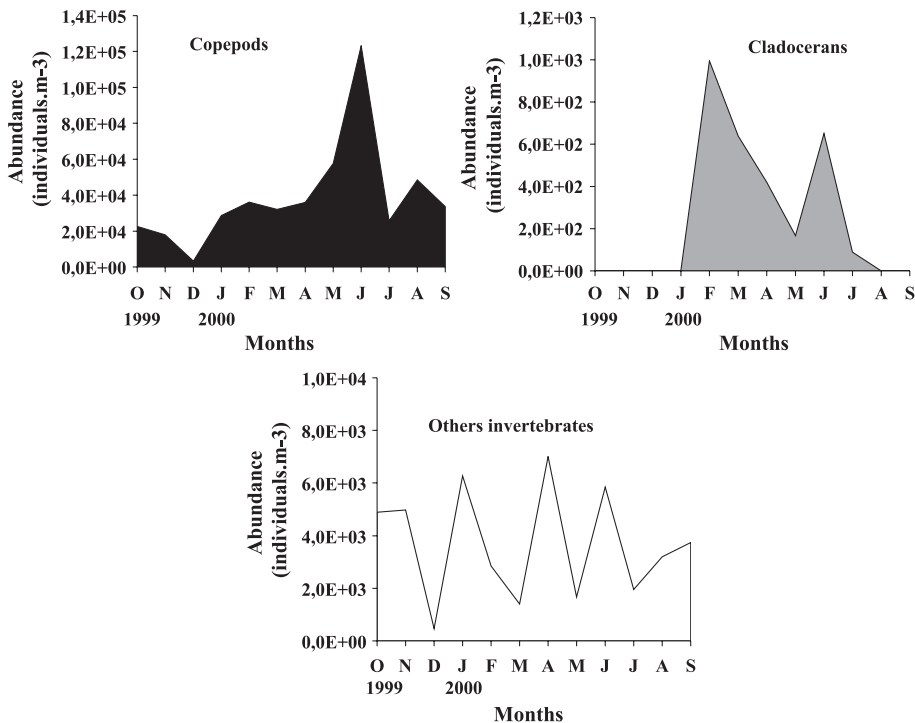 Copepods
Abundance
(individuals.m-3)
1,4E+05
1,2E+05
1,0E+05
8,0E+04
6,0E+04
4,0E+04
2,0E+04
0,0E+00
O N D J F M A M J J A S
1999 2000
Months
Cladocerans
Abundance
(individuals.m-3)
1,2E+03
1,0E+03
8,0E+02
6,0E+02
4,0E+02
2,0E+02
0,0E+00
O N D J F M A M J J A S
1999 2000
Months
Others invertebrates
Abundance
(individuals.m-3)
1,0E+04
8,0E+03
6,0E+03
4,0E+03
2,0E+03
0,0E+00
O N D J F M A M J J A S
1999 2000
Months